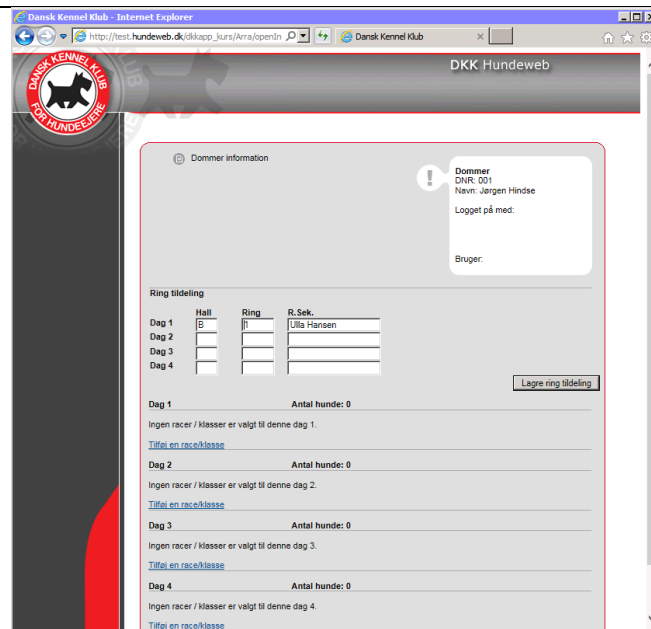 Dansk Kennel Klub - Internet Explorer
http://test.hundeweb.dk/dkkapp_kurs/Arra/openIn
Dansk Kennel Klub
DANSK KENNEL KLUB
FOR HUNDEEJERE
DKK Hundeweb
Dommer information
Dommer
DNR: 001
Navn: Jørgen Hindse
Logget på med:
Bruger:
Ring tildeling
Hall Ring R.Sek.
Dag 1 B 1 Ulla Hansen
Dag 2
Dag 3
Dag 4
Lagre ring tildeling
Dag 1 Antal hunde: 0
Ingen racer / klasser er valgt til denne dag 1.
Tilføj en race/klasse
Dag 2 Antal hunde: 0
Ingen racer / klasser er valgt til denne dag 2.
Tilføj en race/klasse
Dag 3 Antal hunde: 0
Ingen racer / klasser er valgt til denne dag 3.
Tilføj en race/klasse
Dag 4 Antal hunde: 0
Ingen racer / klasser er valgt til denne dag 4.
Tilføj en race/klasse